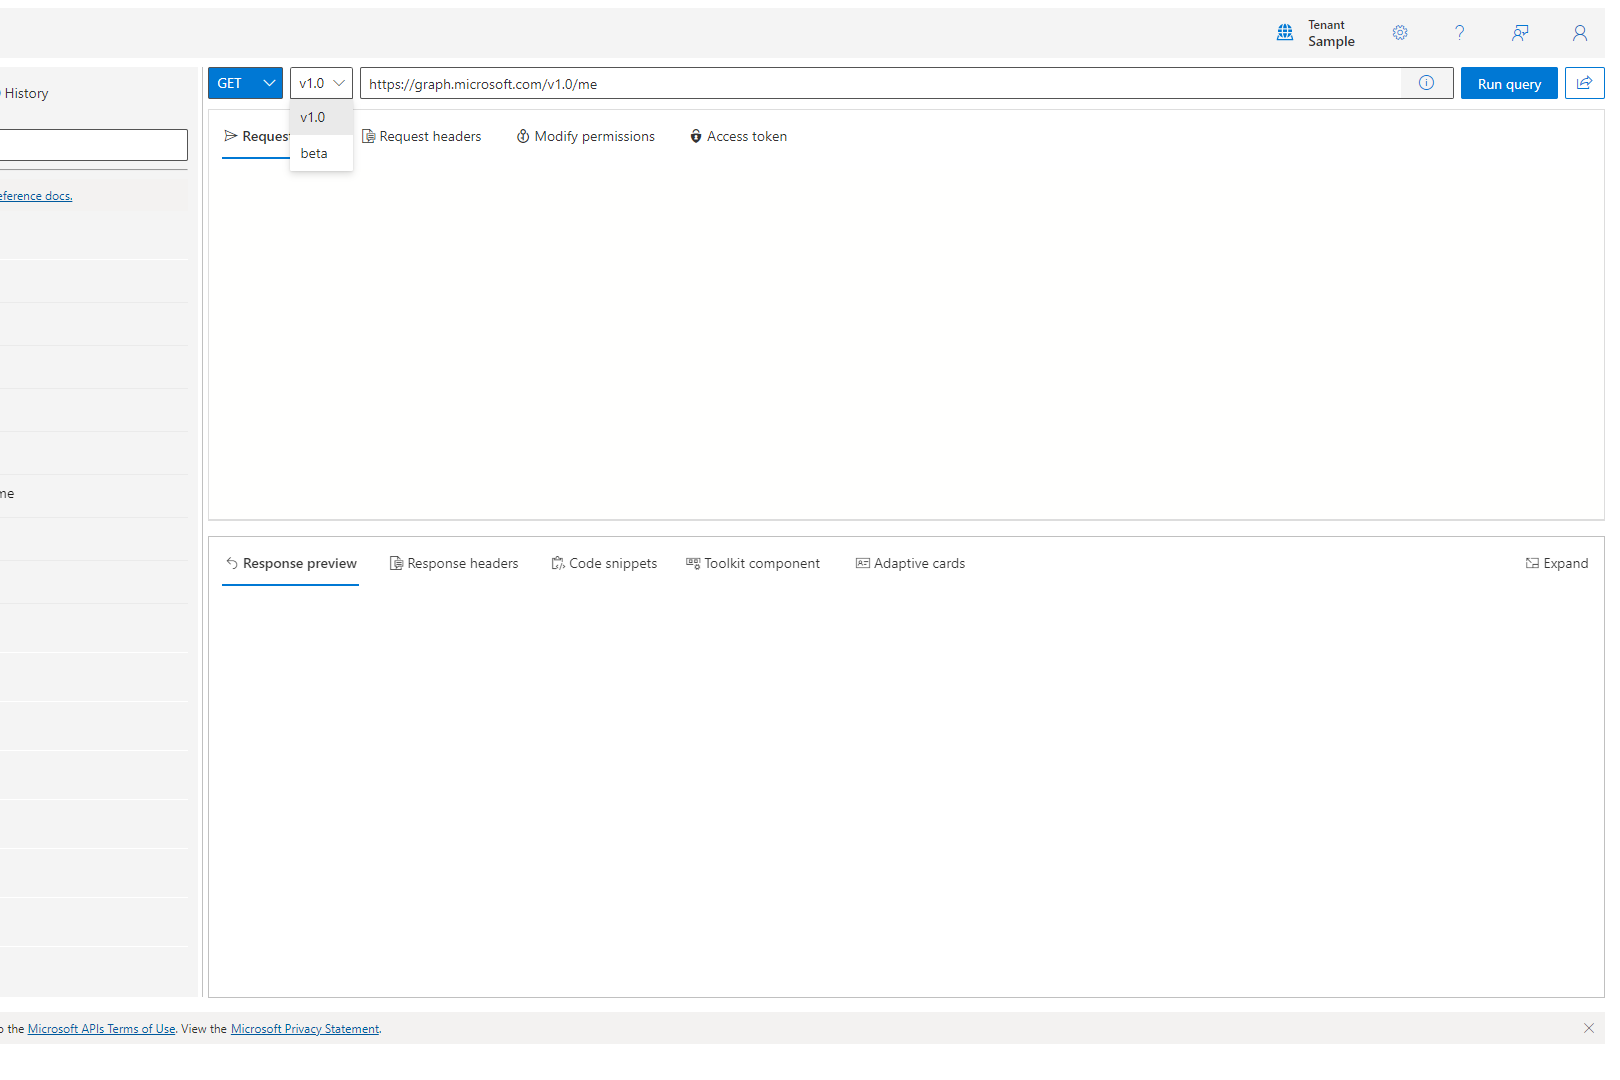 Tenant
Sample
History
GET
v1.0
https://graph.microsoft.com/v1.0/me
Run query
v1.0
beta
Request headers
Modify permissions
Access token
eference docs.
me
Response preview
Response headers
Code snippets
Toolkit component
Adaptive cards
Expand
o the Microsoft APIs Terms of Use. View the Microsoft Privacy Statement.